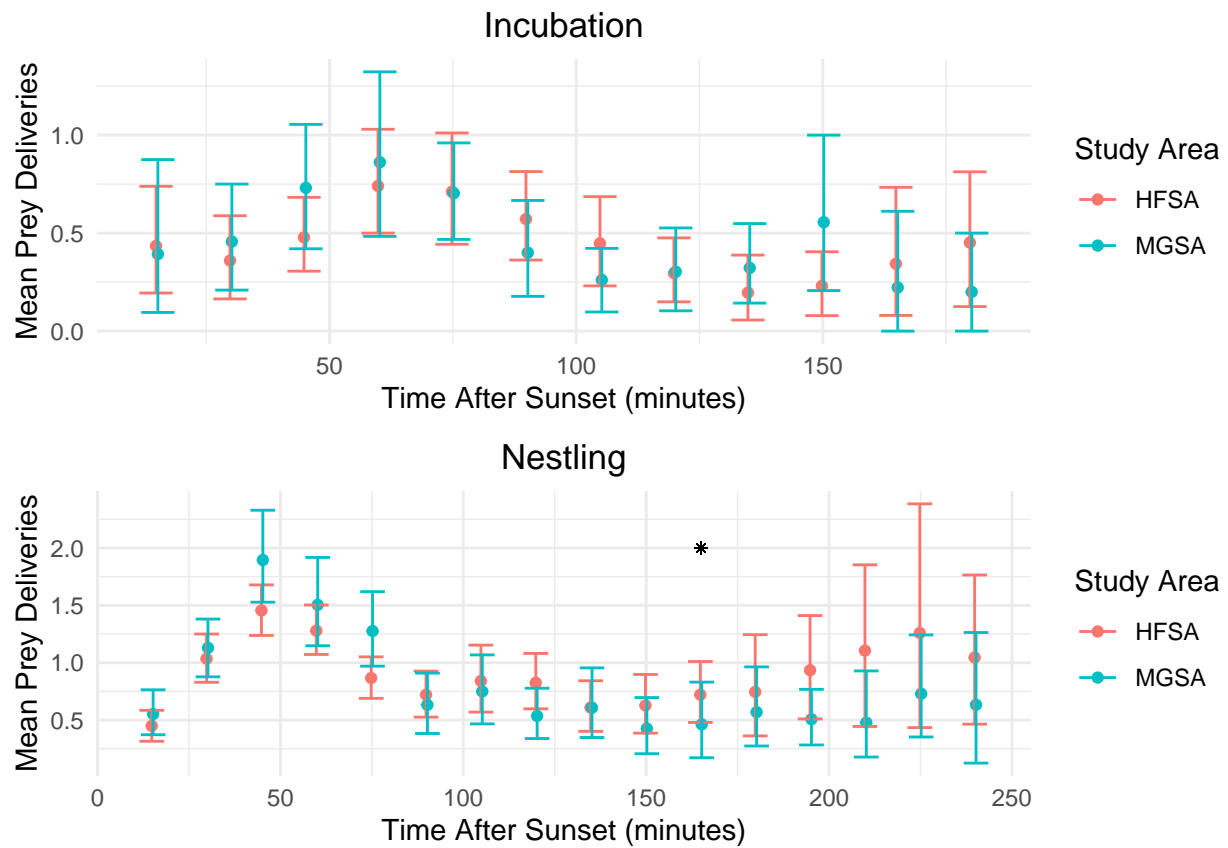 Incubation
Mean Prey Deliveries
1.0
0.5
0.0
50
100
150
Time After Sunset (minutes)
Study Area
HFSA
MGSA
Nestling
Mean Prey Deliveries
2.0
1.5
1.0
0.5
0
50
100
150
200
250
Time After Sunset (minutes)
*
Study Area
HFSA
MGSA